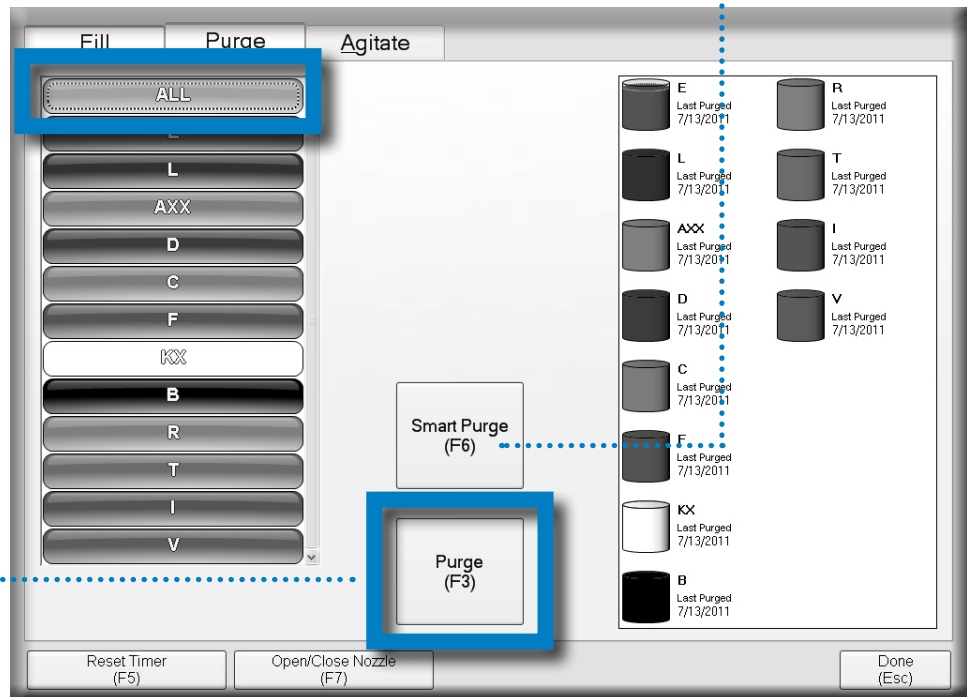 Fill
Purge
Agitate
ALL
E
L
AXX
D
C
F
KX
B
R
T
I
V
Smart Purge
(F6)
Purge
(F3)
E
Last Purged
7/13/2011
L
Last Purged
7/13/2011
AXX
Last Purged
7/13/2011
D
Last Purged
7/13/2011
C
Last Purged
7/13/2011
F
Last Purged
7/13/2011
KX
Last Purged
7/13/2011
B
Last Purged
7/13/2011
R
Last Purged
7/13/2011
T
Last Purged
7/13/2011
I
Last Purged
7/13/2011
V
Last Purged
7/13/2011
Reset Timer
(F5)
Open/Close Nozzle
(F7)
Done
(Esc)